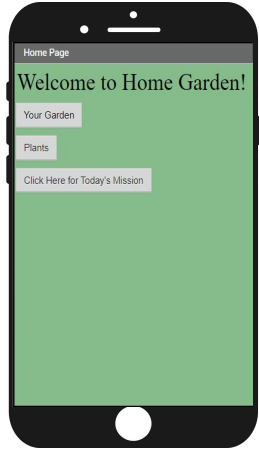 Home Page
Welcome to Home Garden!
Your Garden
Plants
Click Here for Today's Mission